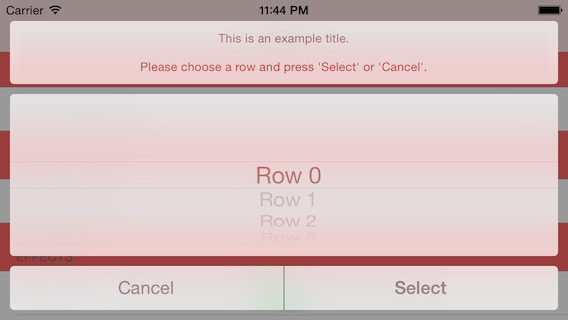 Carrier 11:44 PM
This is an example title.
Please choose a row and press 'Select' or 'Cancel'.
Row 0
Row 1
Row 2
Row 3
EFFECTS
Cancel Select